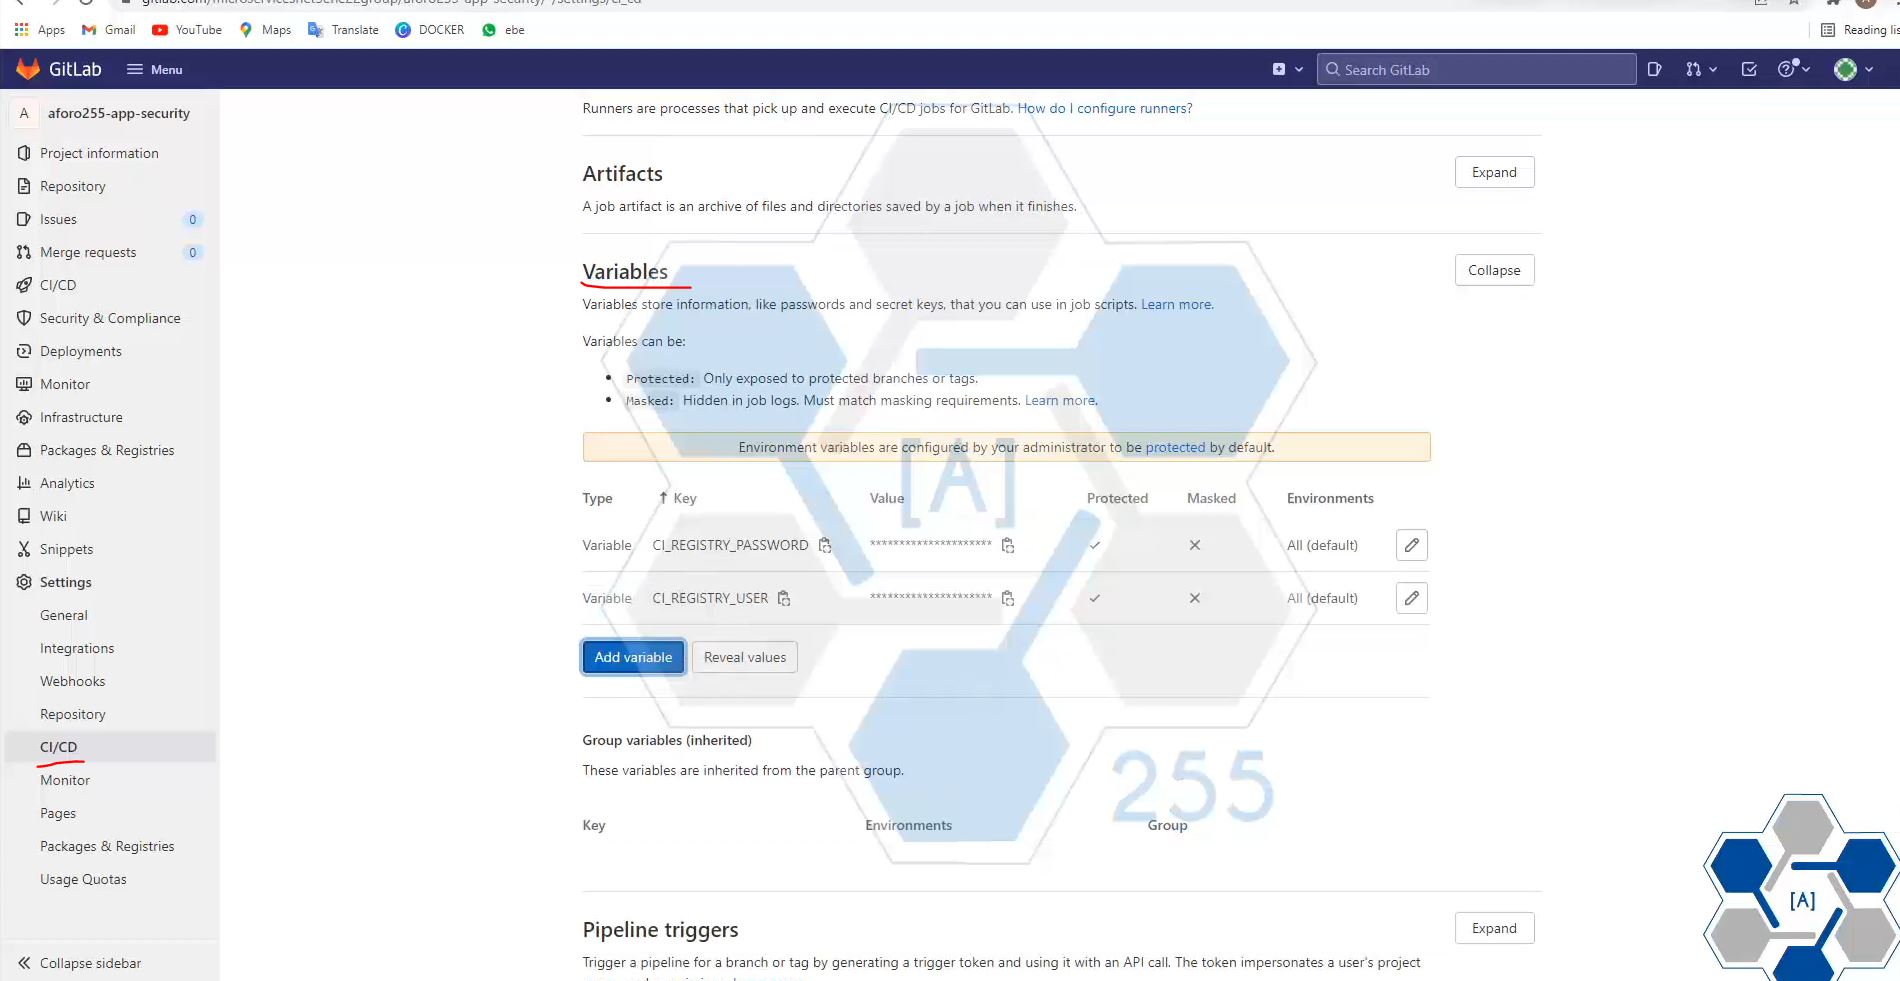 Apps Gmail YouTube Maps Translate DOCKER ebe Reading lis
GitLab Menu Search GitLab
A aforo255-app-security
Project information
Repository
Issues 0
Merge requests 0
CI/CD
Security & Compliance
Deployments
Monitor
Infrastructure
Packages & Registries
Analytics
Wiki
Snippets
Settings
General
Integrations
Webhooks
Repository
CI/CD
Monitor
Pages
Packages & Registries
Usage Quotas
Collapse sidebar
Runners are processes that pick up and execute CI/CD jobs for GitLab. How do I configure runners?
Artifacts Expand
A job artifact is an archive of files and directories saved by a job when it finishes.
Variables Collapse
Variables store information, like passwords and secret keys, that you can use in job scripts. Learn more.
Variables can be:
Protected: Only exposed to protected branches or tags.
Masked: Hidden in job logs. Must match masking requirements. Learn more.
Environment variables are configured by your administrator to be protected by default.
Type ↑ Key Value Protected Masked Environments
Variable CI_REGISTRY_PASSWORD ********************* ✓ ✕ All (default)
Variable CI_REGISTRY_USER ********************* ✓ ✕ All (default)
Add variable Reveal values
Group variables (inherited)
These variables are inherited from the parent group.
Key Environments Group
Pipeline triggers Expand
Trigger a pipeline for a branch or tag by generating a trigger token and using it with an API call. The token impersonates a user's project
[A]
255
[A]